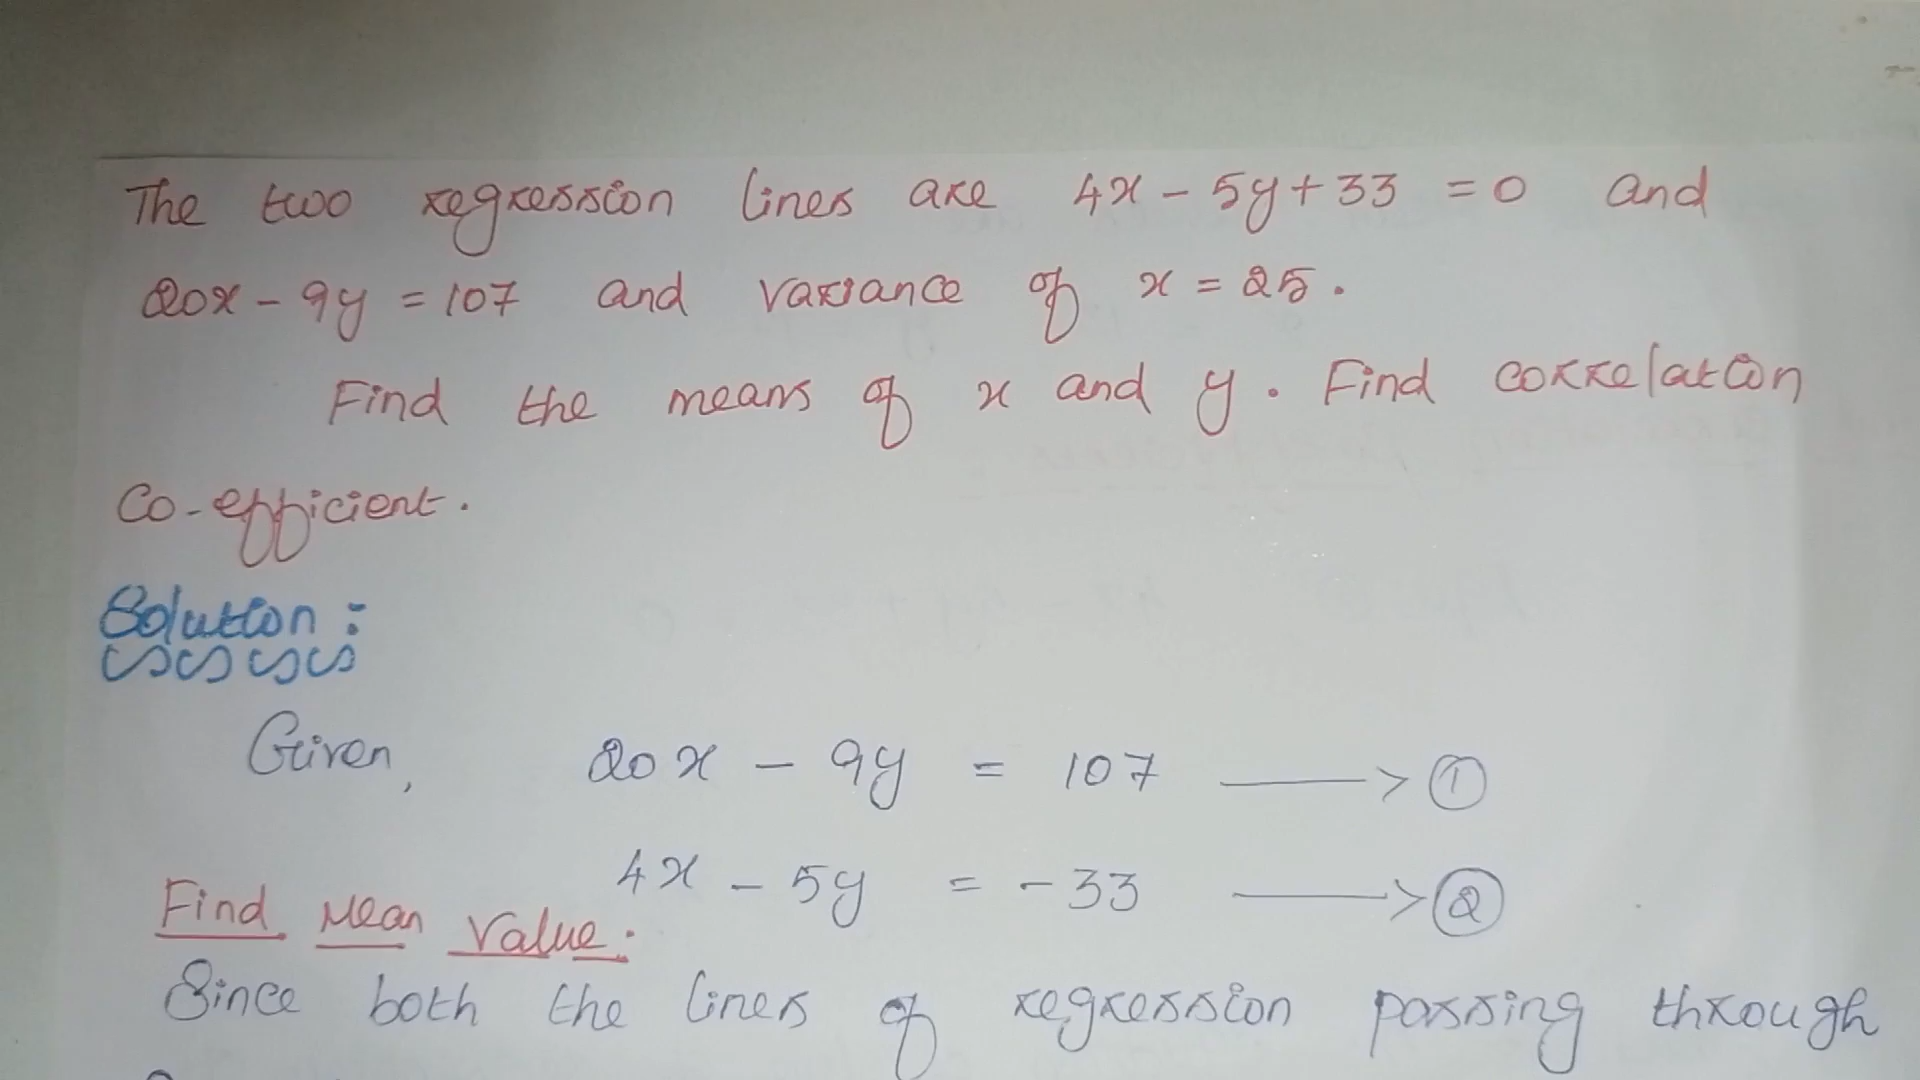 The two regression lines are 4x - 5y + 33 = 0 and
20x - 9y = 107 and variance of x = 25.
Find the means of x and y. Find correlation
Co-efficient.
Solution:
Given, 20x - 9y = 107 ——> ①
4x - 5y = -33 ——> ②
Find Mean Value:
Since both the lines of regression passing through